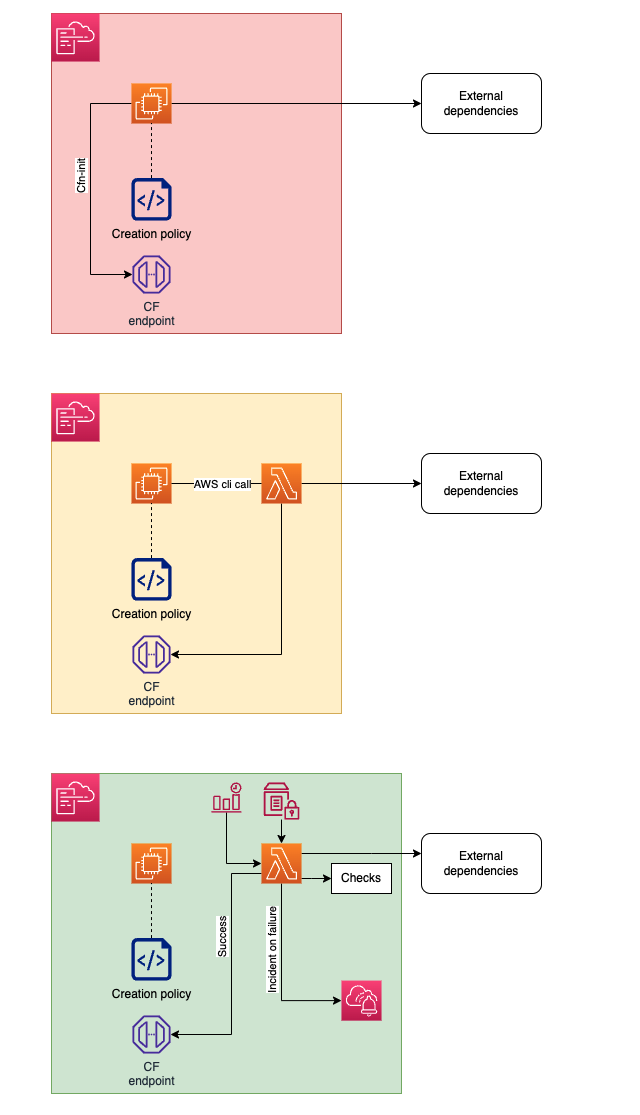 External
dependencies
Cfn-init
</>
Creation policy
CF
endpoint
AWS cli call
External
dependencies
</>
Creation policy
CF
endpoint
External
dependencies
Checks
Success
Incident on failure
</>
Creation policy
CF
endpoint